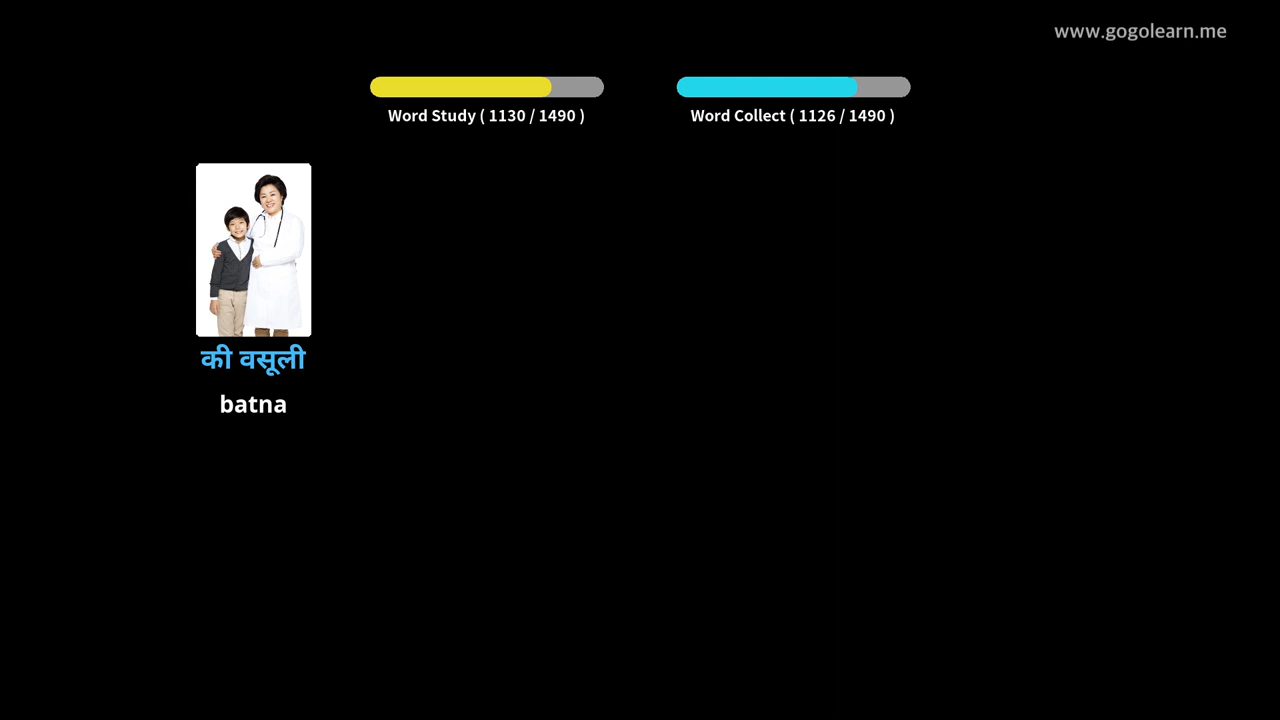 www.gogolearn.me
Word Study ( 1130 / 1490 )
Word Collect ( 1126 / 1490 )
की वसूली
batna